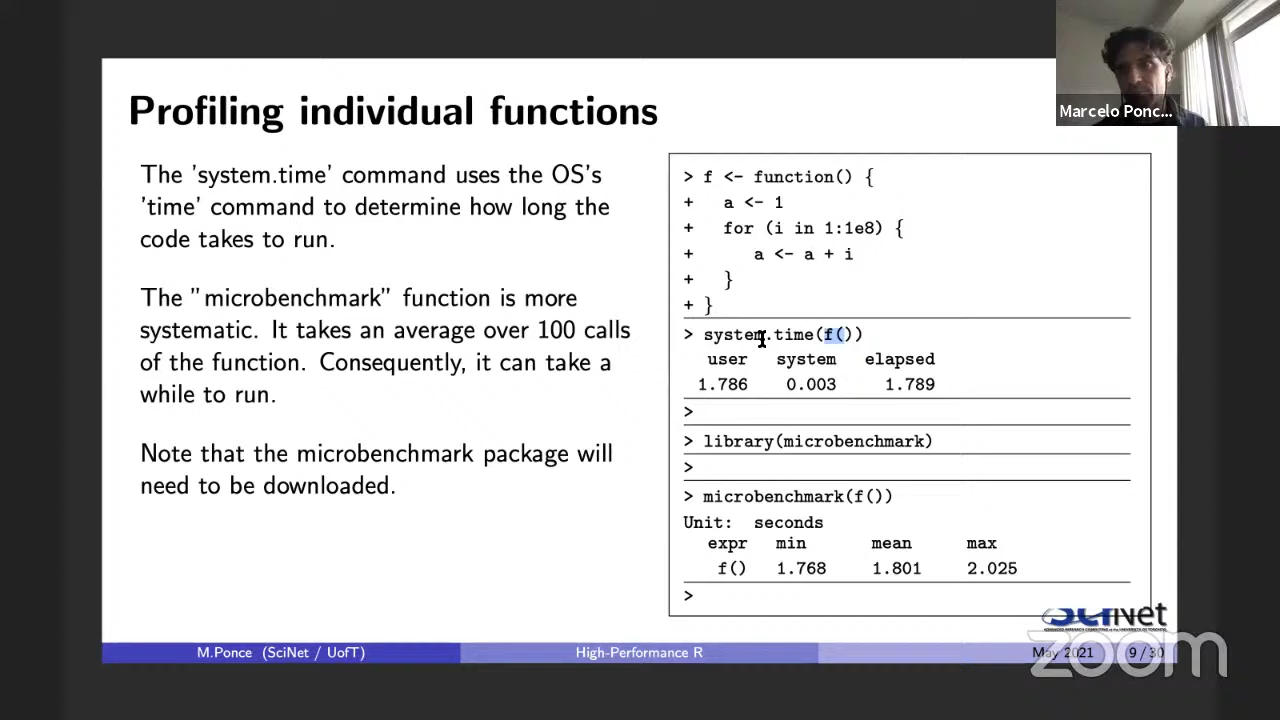 Profiling individual functions
Marcelo Ponc...
The 'system.time' command uses the OS's
'time' command to determine how long the
code takes to run.
The "microbenchmark" function is more
systematic. It takes an average over 100 calls
of the function. Consequently, it can take a
while to run.
Note that the microbenchmark package will
need to be downloaded.
> f <- function() {
+ a <- 1
+ for (i in 1:1e8) {
+ a <- a + i
+ }
+ }
> system.time(f())
user system elapsed
1.786 0.003 1.789
>
> library(microbenchmark)
>
> microbenchmark(f())
Unit: seconds
expr min mean max
f() 1.768 1.801 2.025
>
SciNet
M.Ponce (SciNet / UofT)
High-Performance R
May 2021 9 / 30
zoom